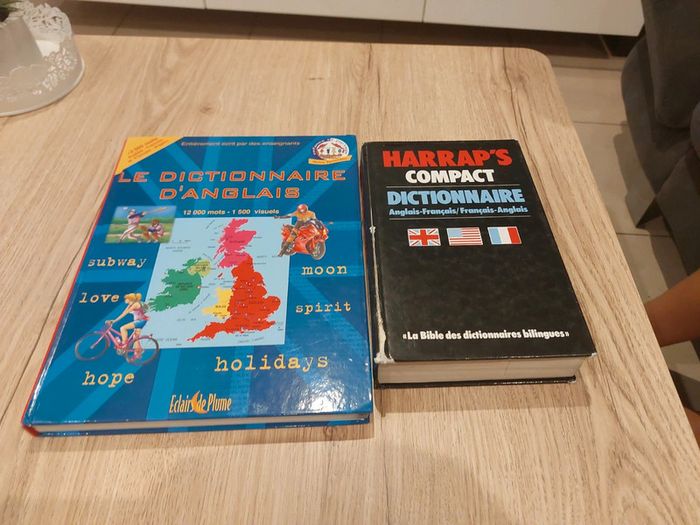 Entièrement écrit par des enseignants
LE DICTIONNAIRE
D'ANGLAIS
12 000 mots - 1 500 visuels
subway
love
hope
moon
spirit
holidays
Eclairs de Plume
HARRAP'S
COMPACT
DICTIONNAIRE
Anglais-Français/Français-Anglais
«La Bible des dictionnaires bilingues»